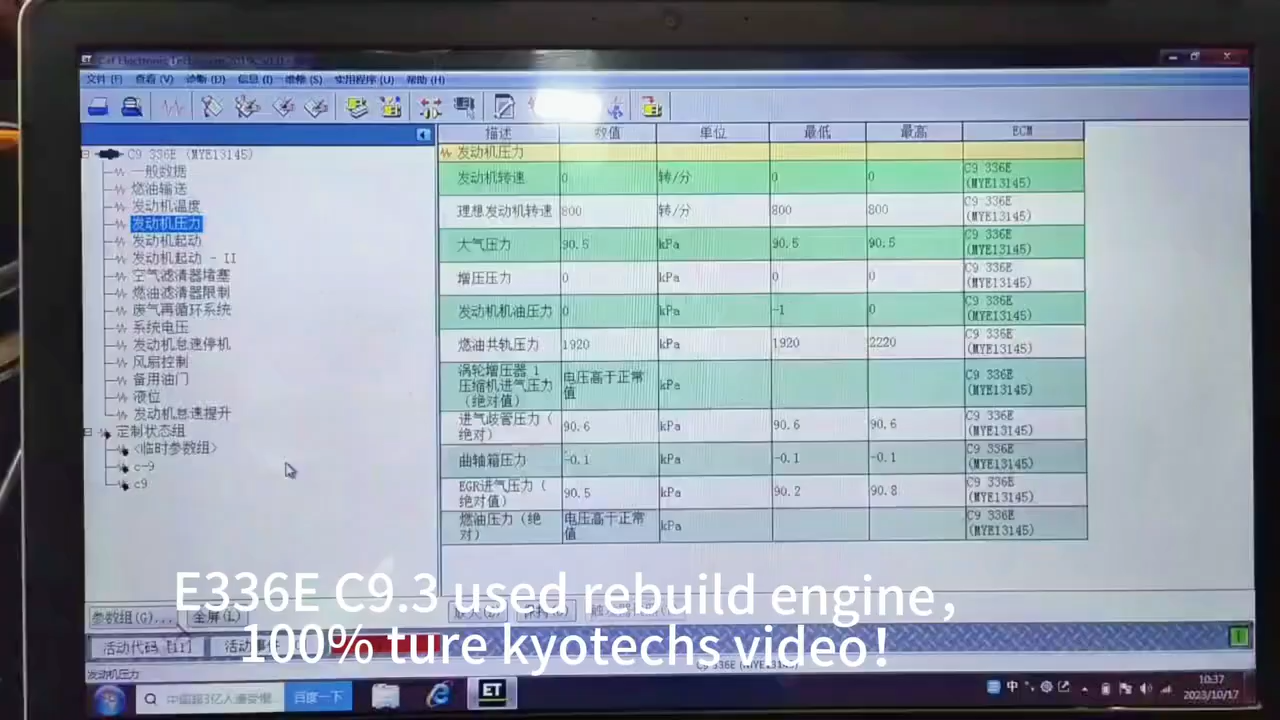 文件(F) 查看(V) 诊断(D) 信息(I) 维修(S) 实用程序(U) 帮助(H)
描述 数值 单位 最低 最高 ECM
C9 336E (MYE13145)
一般数据
燃油输送
发动机温度
发动机压力
发动机起动
发动机起动 - II
空气滤清器堵塞
燃油滤清器限制
废气再循环系统
系统电压
发动机怠速停机
风扇控制
备用油门
液位
发动机怠速提升
定制状态组
<临时参数组>
c-9
c9
发动机压力
发动机转速 0 转/分 0 0 C9 336E (MYE13145)
理想发动机转速 800 转/分 800 800 C9 336E (MYE13145)
大气压力 90.5 kPa 90.5 90.5 C9 336E (MYE13145)
增压压力 0 kPa 0 0 C9 336E (MYE13145)
发动机机油压力 0 kPa -1 0 C9 336E (MYE13145)
燃油共轨压力 1920 kPa 1920 2220 C9 336E (MYE13145)
涡轮增压器 1 压缩机进气压力 (绝对值) 电压高于正常值 kPa C9 336E (MYE13145)
进气歧管压力 (绝对) 90.6 kPa 90.6 90.6 C9 336E (MYE13145)
曲轴箱压力 -0.1 kPa -0.1 -0.1 C9 336E (MYE13145)
EGR进气压力 (绝对值) 90.5 kPa 90.2 90.8 C9 336E (MYE13145)
燃油压力 (绝对) 电压高于正常值 kPa C9 336E (MYE13145)
E336E C9.3 used rebuild engine,
100% ture kyotechs video!
参数组(G)... 全屏(L)
活动代码 [11]
C9 336E (MYE13145)
发动机压力
百度一下
ET
中
10:37
2023/10/17